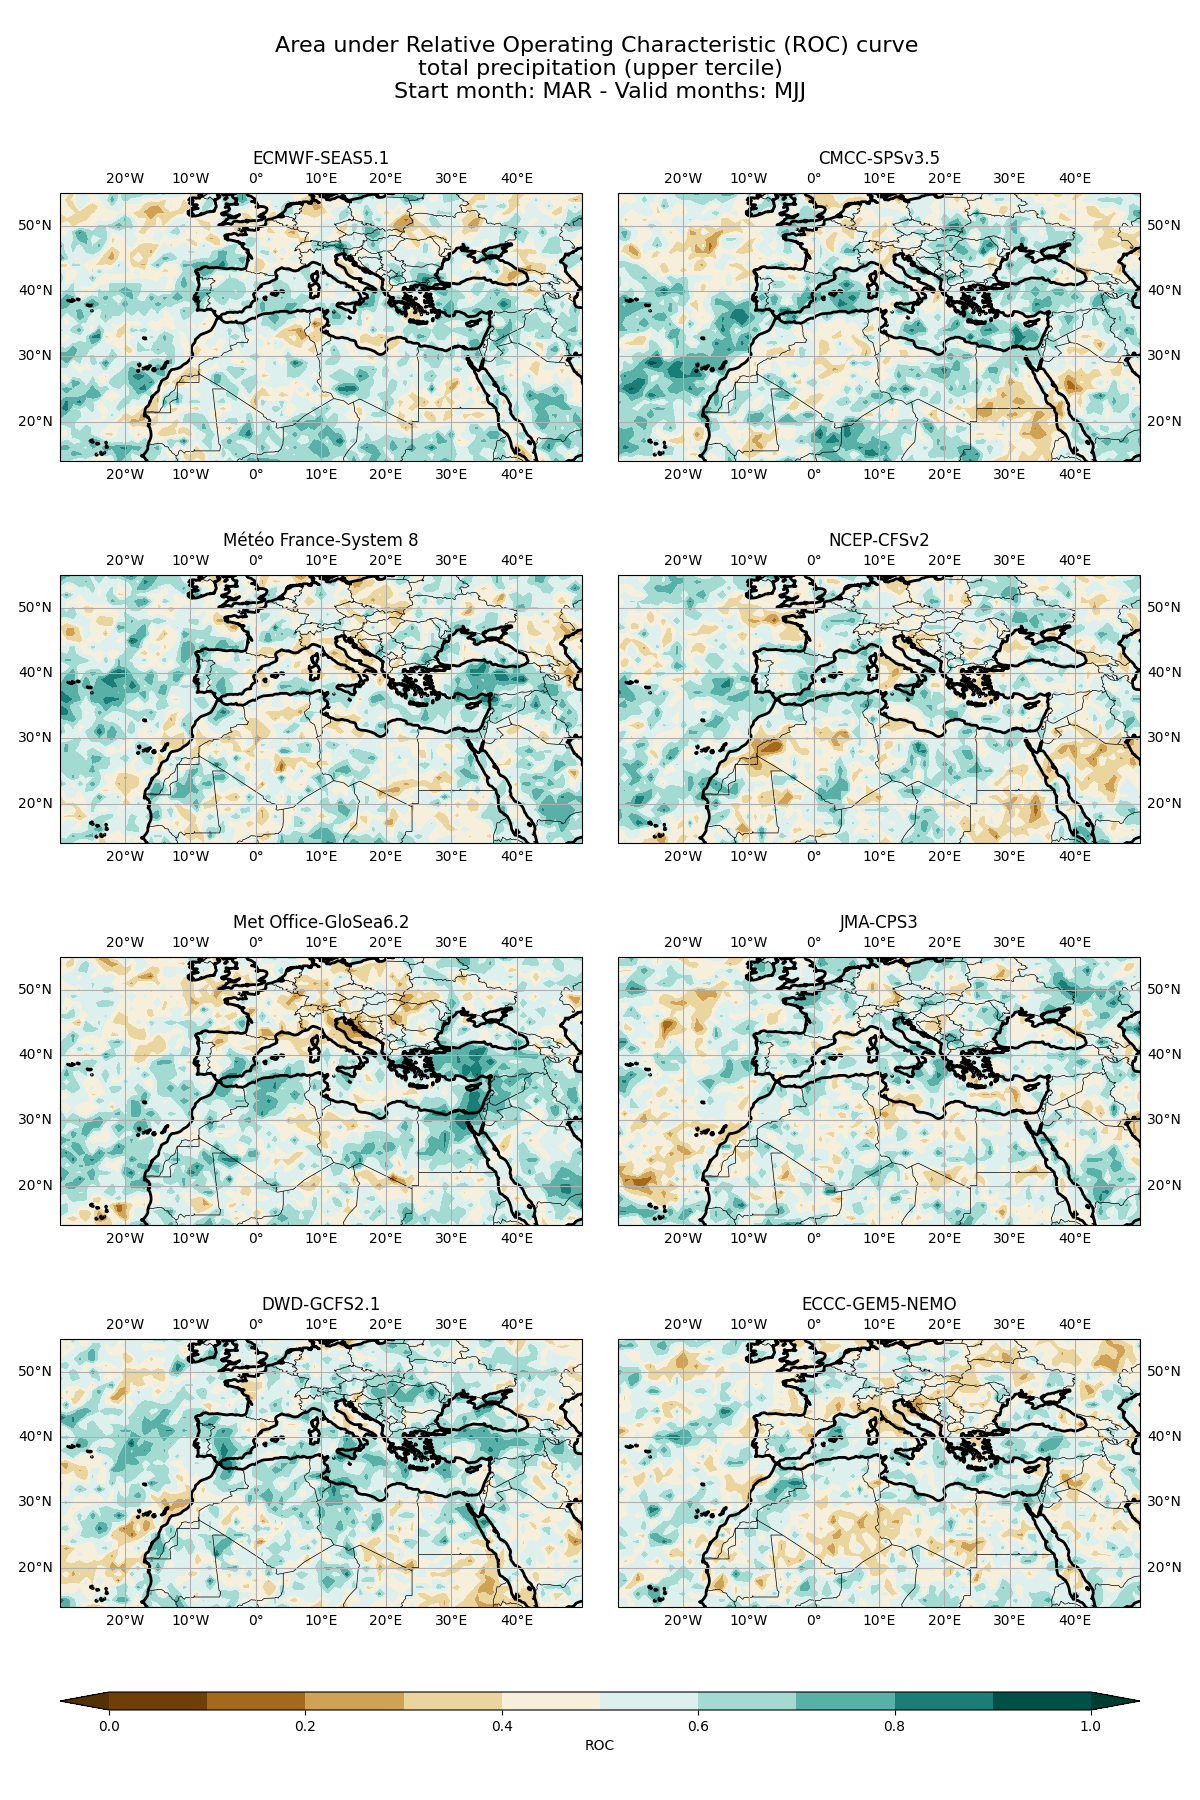 Area under Relative Operating Characteristic (ROC) curve
total precipitation (upper tercile)
Start month: MAR - Valid months: MJJ
ECMWF-SEAS5.1
20°W 10°W 0° 10°E 20°E 30°E 40°E
50°N
40°N
30°N
20°N
20°W 10°W 0° 10°E 20°E 30°E 40°E
CMCC-SPSv3.5
20°W 10°W 0° 10°E 20°E 30°E 40°E
50°N
40°N
30°N
20°N
20°W 10°W 0° 10°E 20°E 30°E 40°E
Météo France-System 8
20°W 10°W 0° 10°E 20°E 30°E 40°E
50°N
40°N
30°N
20°N
20°W 10°W 0° 10°E 20°E 30°E 40°E
NCEP-CFSv2
20°W 10°W 0° 10°E 20°E 30°E 40°E
50°N
40°N
30°N
20°N
20°W 10°W 0° 10°E 20°E 30°E 40°E
Met Office-GloSea6.2
20°W 10°W 0° 10°E 20°E 30°E 40°E
50°N
40°N
30°N
20°N
20°W 10°W 0° 10°E 20°E 30°E 40°E
JMA-CPS3
20°W 10°W 0° 10°E 20°E 30°E 40°E
50°N
40°N
30°N
20°N
20°W 10°W 0° 10°E 20°E 30°E 40°E
DWD-GCFS2.1
20°W 10°W 0° 10°E 20°E 30°E 40°E
50°N
40°N
30°N
20°N
20°W 10°W 0° 10°E 20°E 30°E 40°E
ECCC-GEM5-NEMO
20°W 10°W 0° 10°E 20°E 30°E 40°E
50°N
40°N
30°N
20°N
20°W 10°W 0° 10°E 20°E 30°E 40°E
0.0 0.2 0.4 0.6 0.8 1.0
ROC